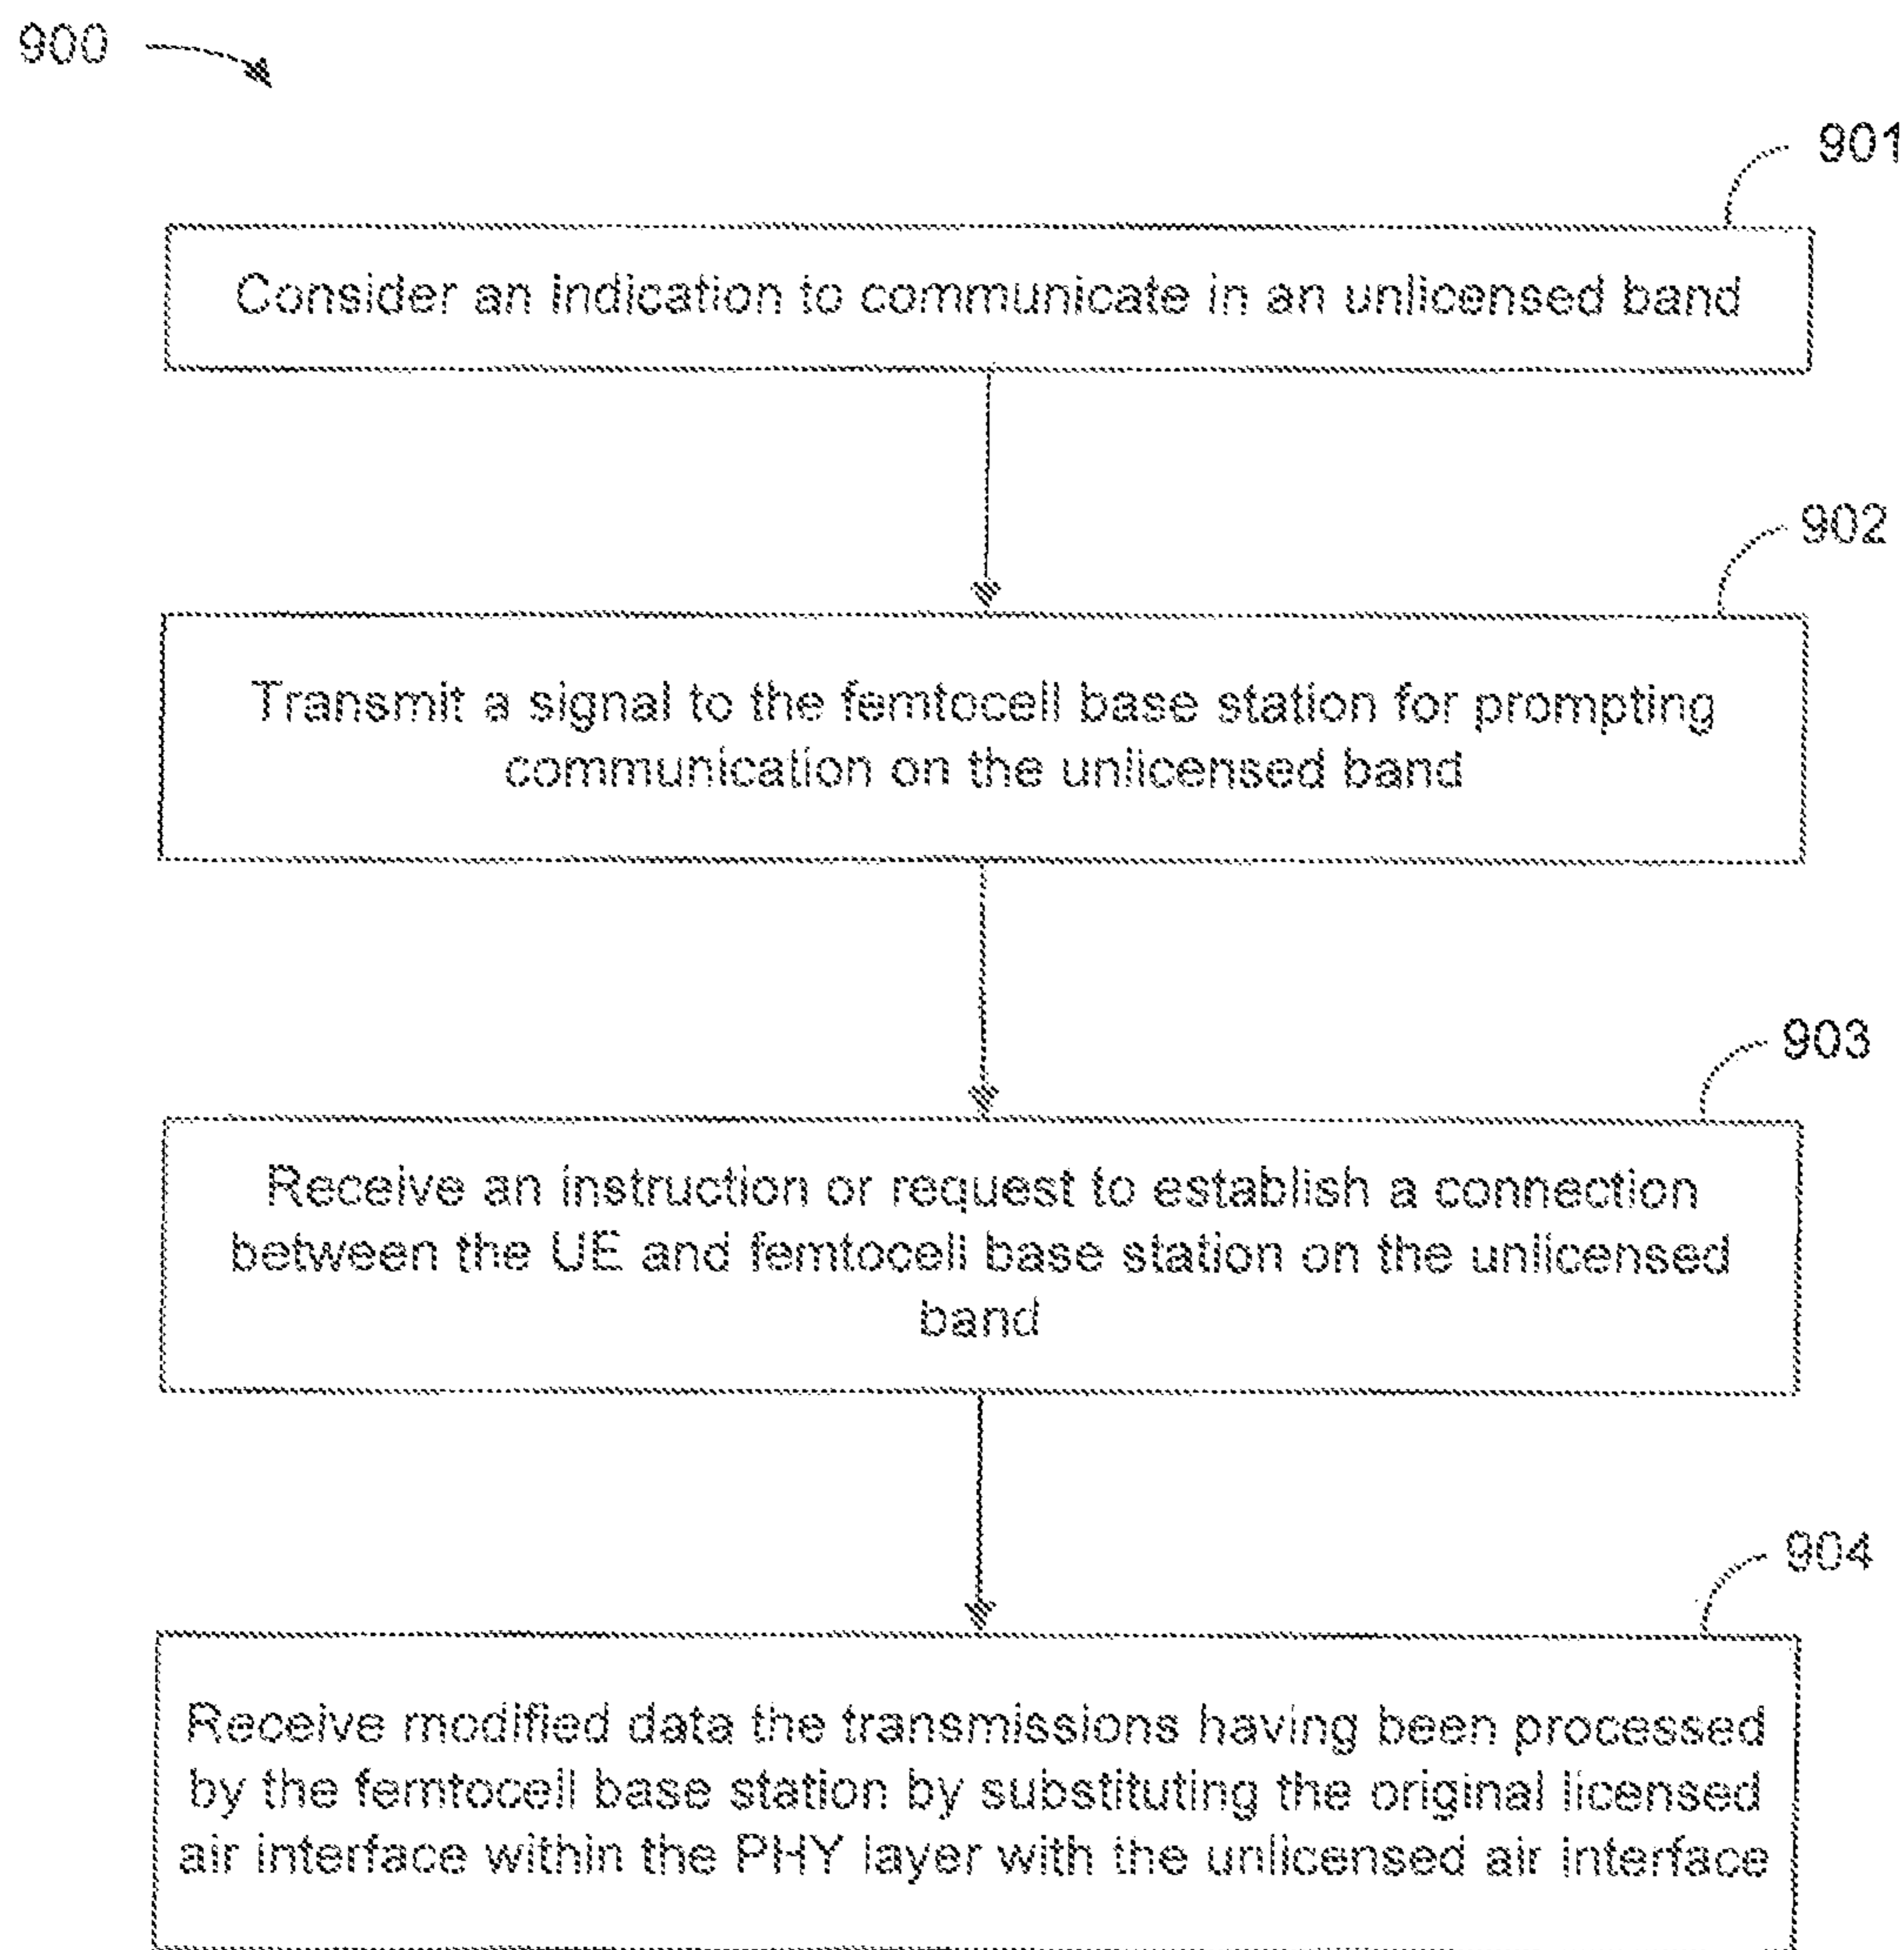 900
901
Consider an indication to communicate in an unlicensed band
902
Transmit a signal to the femtocell base station for prompting
communication on the unlicensed band
903
Receive an instruction or request to establish a connection
between the UE and femtocell base station on the unlicensed
band
904
Receive modified data the transmissions having been processed
by the femtocell base station by substituting the original licensed
air interface within the PHY layer with the unlicensed air interface